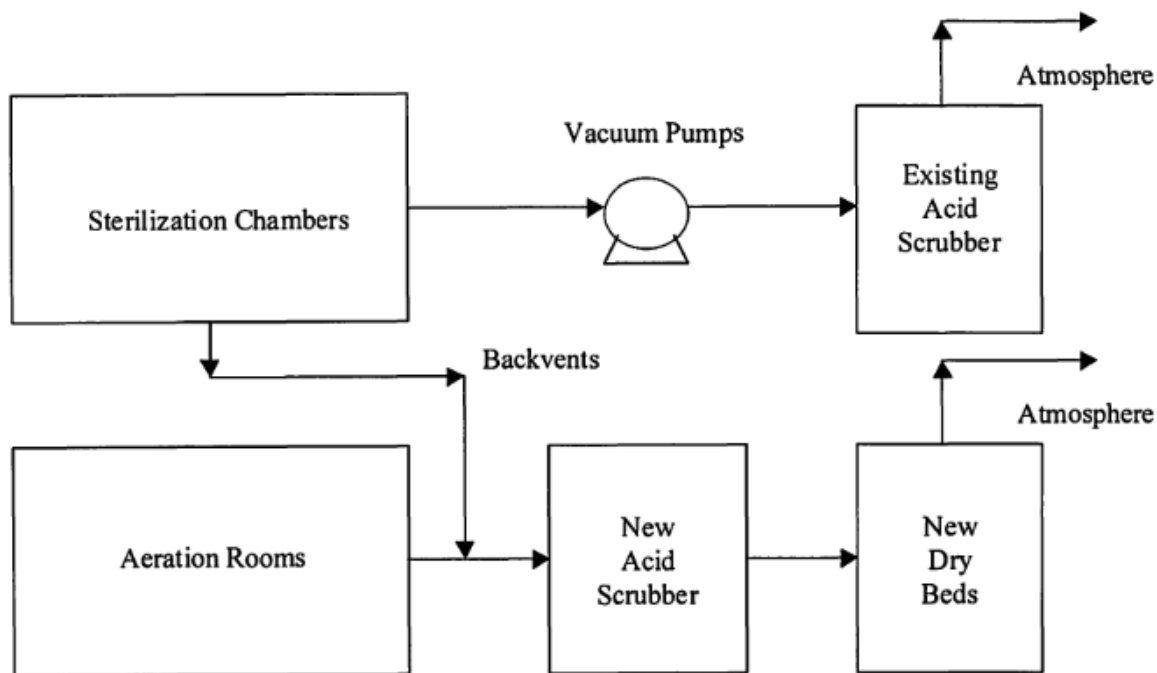 Atmosphere
Vacuum Pumps
Existing
Acid
Scrubber
Sterilization Chambers
Backvents
Atmosphere
Aeration Rooms
New
Acid
Scrubber
New
Dry
Beds